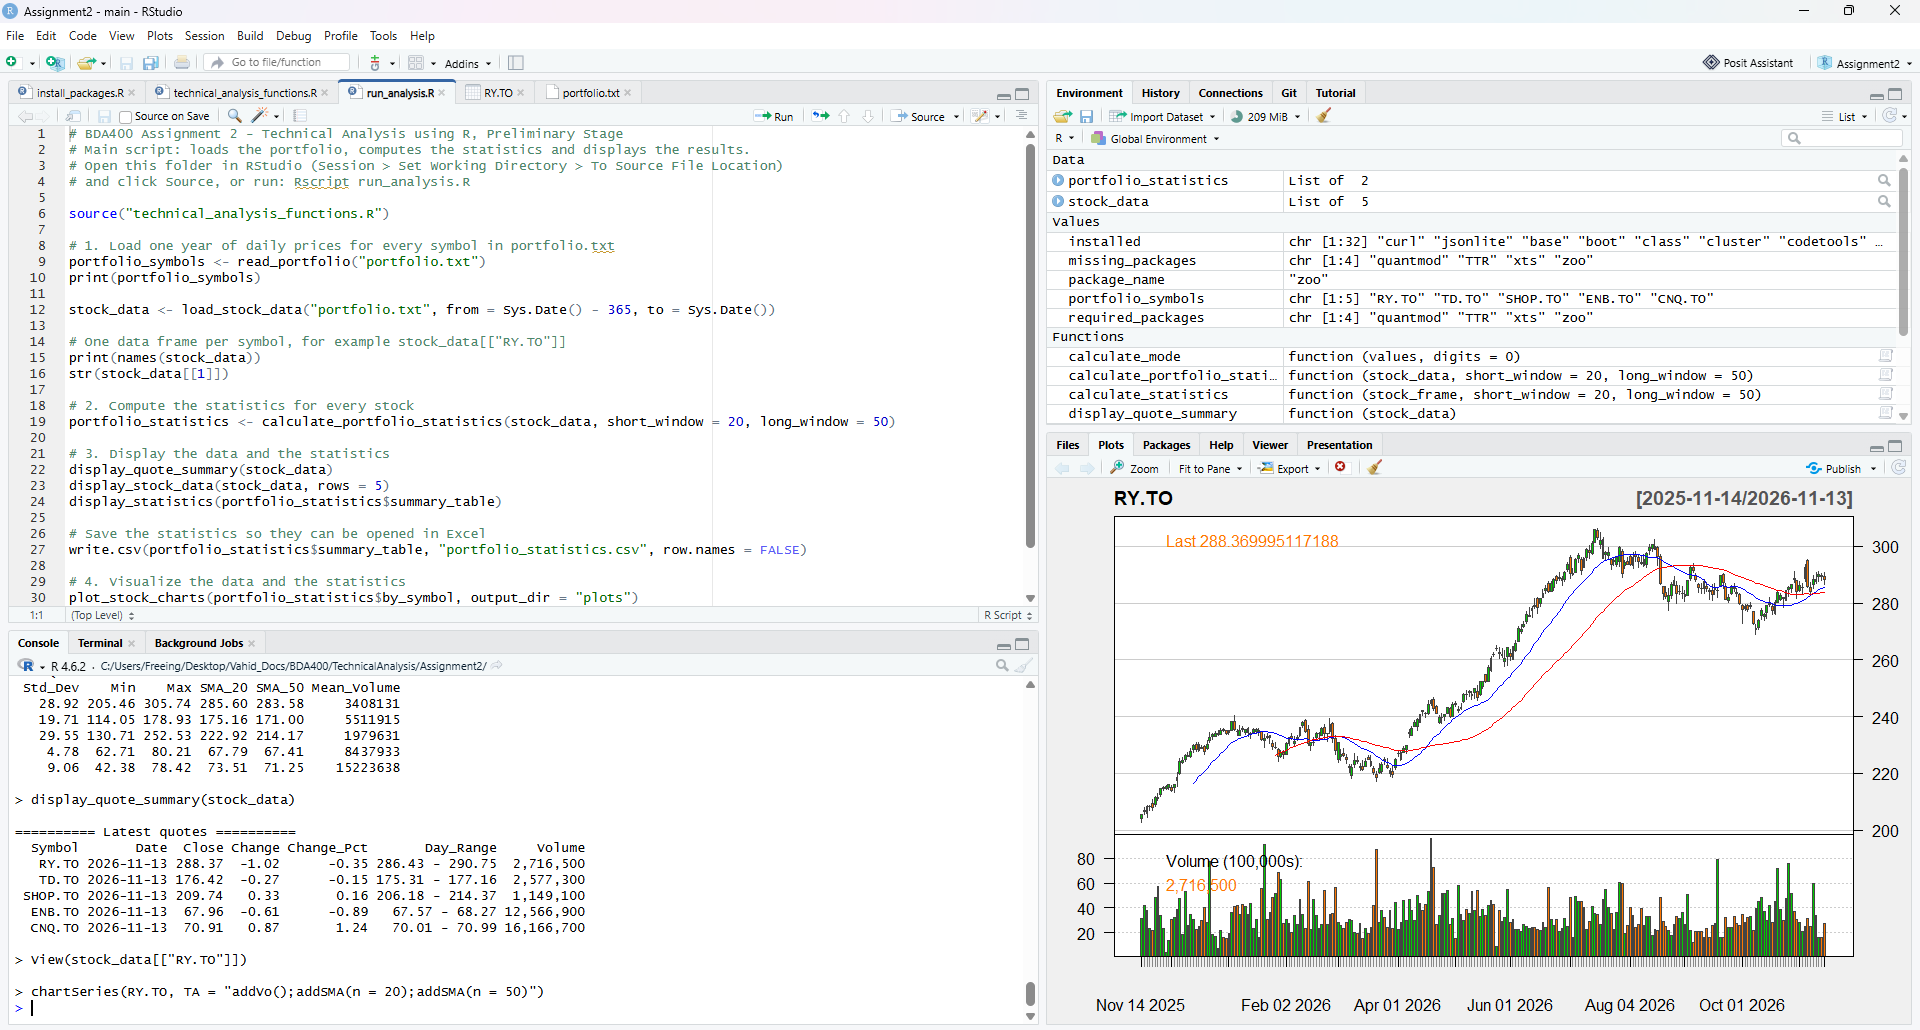 Assignment2 - main - RStudio
File Edit Code View Plots Session Build Debug Profile Tools Help
Go to file/function
Addins
Posit Assistant
Assignment2
install_packages.R
technical_analysis_functions.R
run_analysis.R
RY.TO
portfolio.txt
Source on Save
Run
Source
1 # BDA400 Assignment 2 - Technical Analysis using R, Preliminary Stage
2 # Main script: loads the portfolio, computes the statistics and displays the results.
3 # Open this folder in RStudio (Session > Set Working Directory > To Source File Location)
4 # and click Source, or run: Rscript run_analysis.R
5
6 source("technical_analysis_functions.R")
7
8 # 1. Load one year of daily prices for every symbol in portfolio.txt
9 portfolio_symbols <- read_portfolio("portfolio.txt")
10 print(portfolio_symbols)
11
12 stock_data <- load_stock_data("portfolio.txt", from = Sys.Date() - 365, to = Sys.Date())
13
14 # One data frame per symbol, for example stock_data[["RY.TO"]]
15 print(names(stock_data))
16 str(stock_data[[1]])
17
18 # 2. Compute the statistics for every stock
19 portfolio_statistics <- calculate_portfolio_statistics(stock_data, short_window = 20, long_window = 50)
20
21 # 3. Display the data and the statistics
22 display_quote_summary(stock_data)
23 display_stock_data(stock_data, rows = 5)
24 display_statistics(portfolio_statistics$summary_table)
25
26 # Save the statistics so they can be opened in Excel
27 write.csv(portfolio_statistics$summary_table, "portfolio_statistics.csv", row.names = FALSE)
28
29 # 4. Visualize the data and the statistics
30 plot_stock_charts(portfolio_statistics$by_symbol, output_dir = "plots")
1:1 (Top Level) R Script
Console Terminal Background Jobs
R 4.6.2 · C:/Users/Freeing/Desktop/Vahid_Docs/BDA400/TechnicalAnalysis/Assignment2/
Std_Dev Min Max SMA_20 SMA_50 Mean_Volume
28.92 205.46 305.74 285.60 283.58 3408131
19.71 114.05 178.93 175.16 171.00 5511915
29.55 130.71 252.53 222.92 214.17 1979631
4.78 62.71 80.21 67.79 67.41 8437933
9.06 42.38 78.42 73.51 71.25 15223638
> display_quote_summary(stock_data)
========== Latest quotes ==========
Symbol Date Close Change Change_Pct Day_Range Volume
RY.TO 2026-11-13 288.37 -1.02 -0.35 286.43 - 290.75 2,716,500
TD.TO 2026-11-13 176.42 -0.27 -0.15 175.31 - 177.16 2,577,300
SHOP.TO 2026-11-13 209.74 0.33 0.16 206.18 - 214.37 1,149,100
ENB.TO 2026-11-13 67.96 -0.61 -0.89 67.57 - 68.27 12,566,900
CNQ.TO 2026-11-13 70.91 0.87 1.24 70.01 - 70.99 16,166,700
> View(stock_data[["RY.TO"]])
> chartSeries(RY.TO, TA = "addVo();addSMA(n = 20);addSMA(n = 50)")
>
Environment History Connections Git Tutorial
Import Dataset 209 MiB List
R Global Environment
Data
portfolio_statistics List of 2
stock_data List of 5
Values
installed chr [1:32] "curl" "jsonlite" "base" "boot" "class" "cluster" "codetools" …
missing_packages chr [1:4] "quantmod" "TTR" "xts" "zoo"
package_name "zoo"
portfolio_symbols chr [1:5] "RY.TO" "TD.TO" "SHOP.TO" "ENB.TO" "CNQ.TO"
required_packages chr [1:4] "quantmod" "TTR" "xts" "zoo"
Functions
calculate_mode function (values, digits = 0)
calculate_portfolio_stati… function (stock_data, short_window = 20, long_window = 50)
calculate_statistics function (stock_frame, short_window = 20, long_window = 50)
display_quote_summary function (stock_data)
Files Plots Packages Help Viewer Presentation
Zoom Fit to Pane Export Publish
RY.TO [2025-11-14/2026-11-13]
Last 288.369995117188
300
280
260
240
220
200
Volume (100,000s):
2,716,500
80
60
40
20
Nov 14 2025 Feb 02 2026 Apr 01 2026 Jun 01 2026 Aug 04 2026 Oct 01 2026